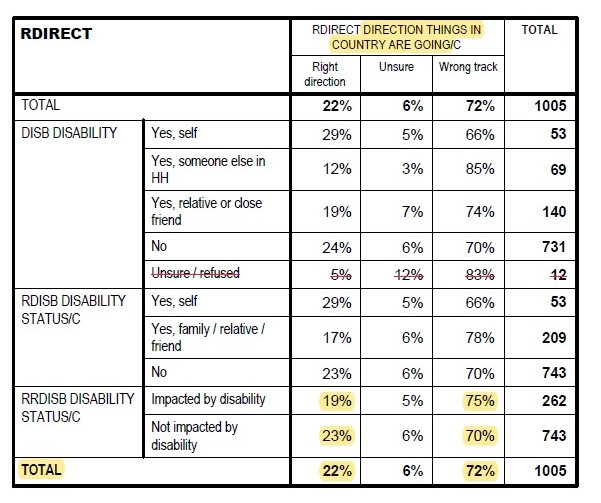 RDIRECT
RDIRECT DIRECTION THINGS IN
COUNTRY ARE GOING/C
TOTAL
Right
direction
Unsure
Wrong track
TOTAL 22% 6% 72% 1005
DISB DISABILITY Yes, self 29% 5% 66% 53
Yes, someone else in
HH 12% 3% 85% 69
Yes, relative or close
friend 19% 7% 74% 140
No 24% 6% 70% 731
Unsure / refused 5% 12% 83% 12
RDISB DISABILITY
STATUS/C
Yes, self 29% 5% 66% 53
Yes, family / relative /
friend 17% 6% 78% 209
No 23% 6% 70% 743
RRDISB DISABILITY
STATUS/C
Impacted by disability 19% 5% 75% 262
Not impacted by
disability 23% 6% 70% 743
TOTAL 22% 6% 72% 1005